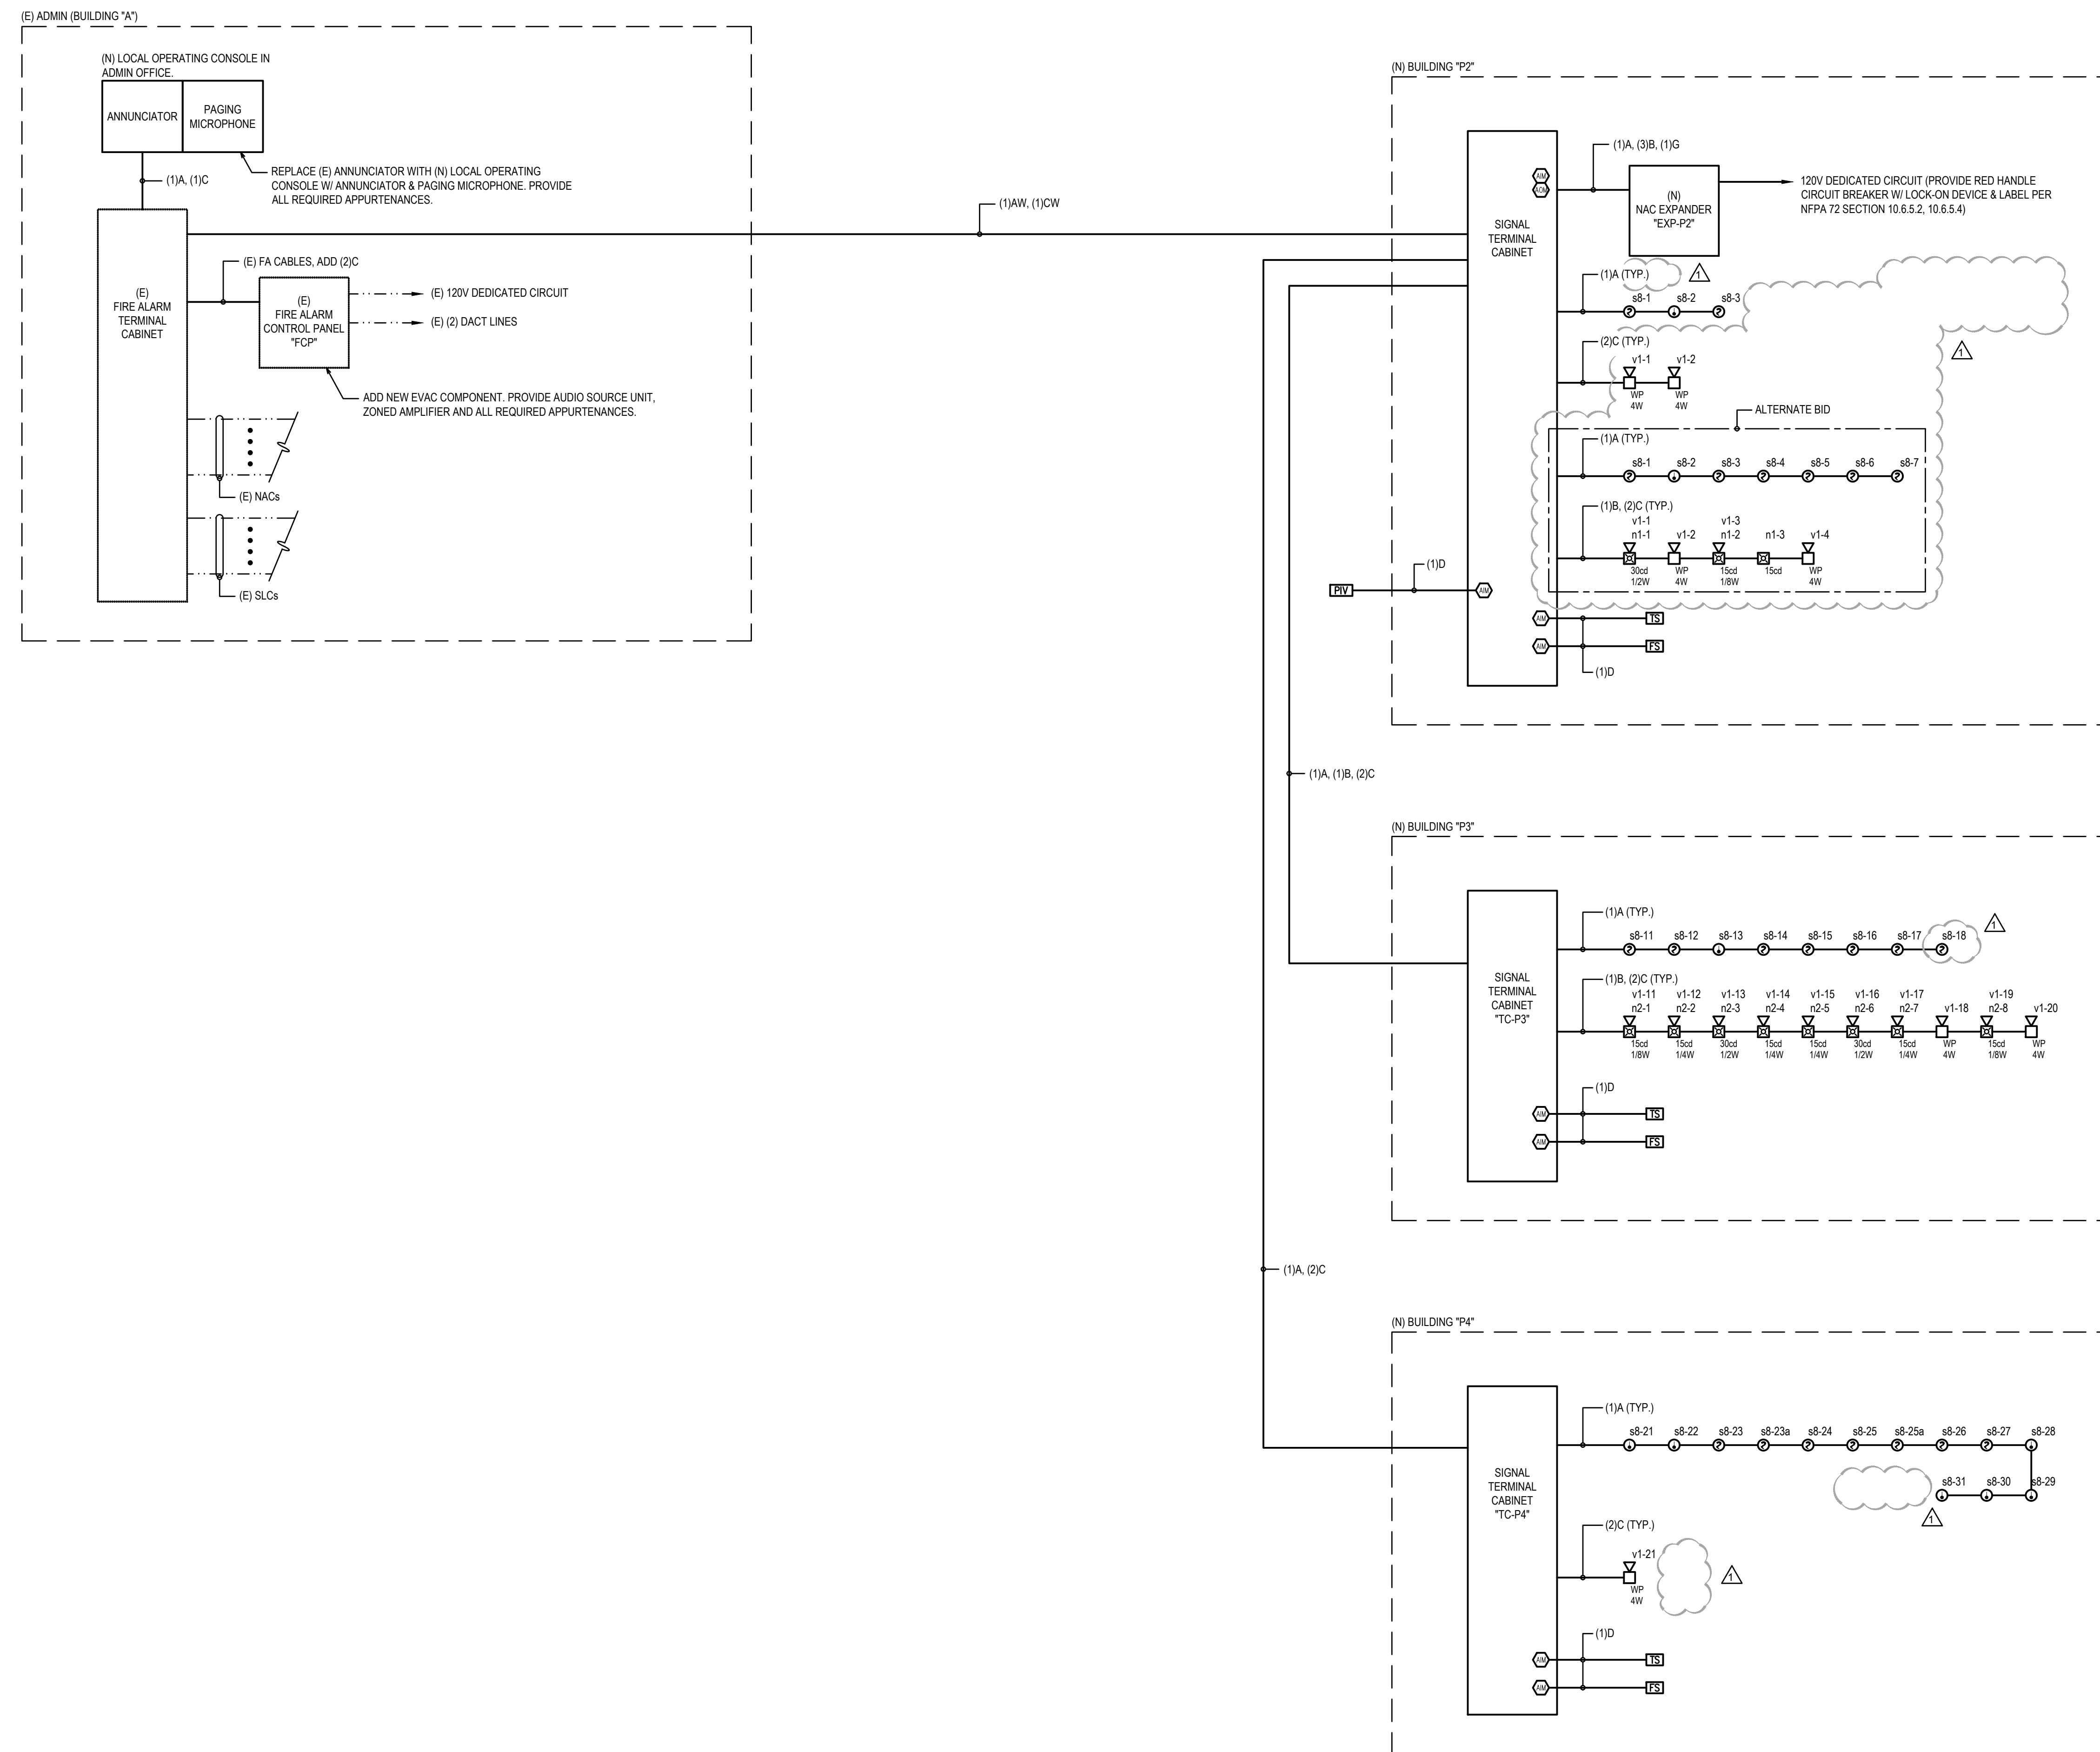 (E) ADMIN (BUILDING "A")
(N) LOCAL OPERATING CONSOLE IN
ADMIN OFFICE.
ANNUNCIATOR
PAGING
MICROPHONE
(1)A, (1)C
REPLACE (E) ANNUNCIATOR WITH (N) LOCAL OPERATING
CONSOLE W/ ANNUNCIATOR & PAGING MICROPHONE. PROVIDE
ALL REQUIRED APPURTENANCES.
(E)
FIRE ALARM
TERMINAL
CABINET
(E) FA CABLES, ADD (2)C
(E)
FIRE ALARM
CONTROL PANEL
"FCP"
(E) 120V DEDICATED CIRCUIT
(E) (2) DACT LINES
ADD NEW EVAC COMPONENT. PROVIDE AUDIO SOURCE UNIT,
ZONED AMPLIFIER AND ALL REQUIRED APPURTENANCES.
(E) NACs
(E) SLCs
(1)AW, (1)CW
(N) BUILDING "P2"
SIGNAL
TERMINAL
CABINET
AIM
AOM
(1)A, (3)B, (1)G
(N)
NAC EXPANDER
"EXP-P2"
120V DEDICATED CIRCUIT (PROVIDE RED HANDLE
CIRCUIT BREAKER W/ LOCK-ON DEVICE & LABEL PER
NFPA 72 SECTION 10.6.5.2, 10.6.5.4)
(1)A (TYP.)
1
s8-1 s8-2 s8-3
(2)C (TYP.)
1
v1-1 v1-2
WP WP
4W 4W
ALTERNATE BID
(1)A (TYP.)
s8-1 s8-2 s8-3 s8-4 s8-5 s8-6 s8-7
(1)B, (2)C (TYP.)
v1-1 v1-3
n1-1 v1-2 n1-2 n1-3 v1-4
30cd WP 15cd 15cd WP
1/2W 4W 1/8W 4W
PIV
(1)D
AIM
AIM
TS
AIM
FS
(1)D
(1)A, (1)B, (2)C
(N) BUILDING "P3"
SIGNAL
TERMINAL
CABINET
"TC-P3"
(1)A (TYP.)
1
s8-11 s8-12 s8-13 s8-14 s8-15 s8-16 s8-17 s8-18
(1)B, (2)C (TYP.)
v1-11 v1-12 v1-13 v1-14 v1-15 v1-16 v1-17 v1-19
n2-1 n2-2 n2-3 n2-4 n2-5 n2-6 n2-7 v1-18 n2-8 v1-20
15cd 15cd 30cd 15cd 15cd 30cd 15cd WP 15cd WP
1/8W 1/4W 1/2W 1/4W 1/4W 1/2W 1/4W 4W 1/8W 4W
(1)D
AIM
TS
AIM
FS
(1)A, (2)C
(N) BUILDING "P4"
SIGNAL
TERMINAL
CABINET
"TC-P4"
(1)A (TYP.)
s8-21 s8-22 s8-23 s8-23a s8-24 s8-25 s8-25a s8-26 s8-27 s8-28
s8-31 s8-30 s8-29
1
(2)C (TYP.)
v1-21
WP
4W
1
(1)D
AIM
TS
AIM
FS